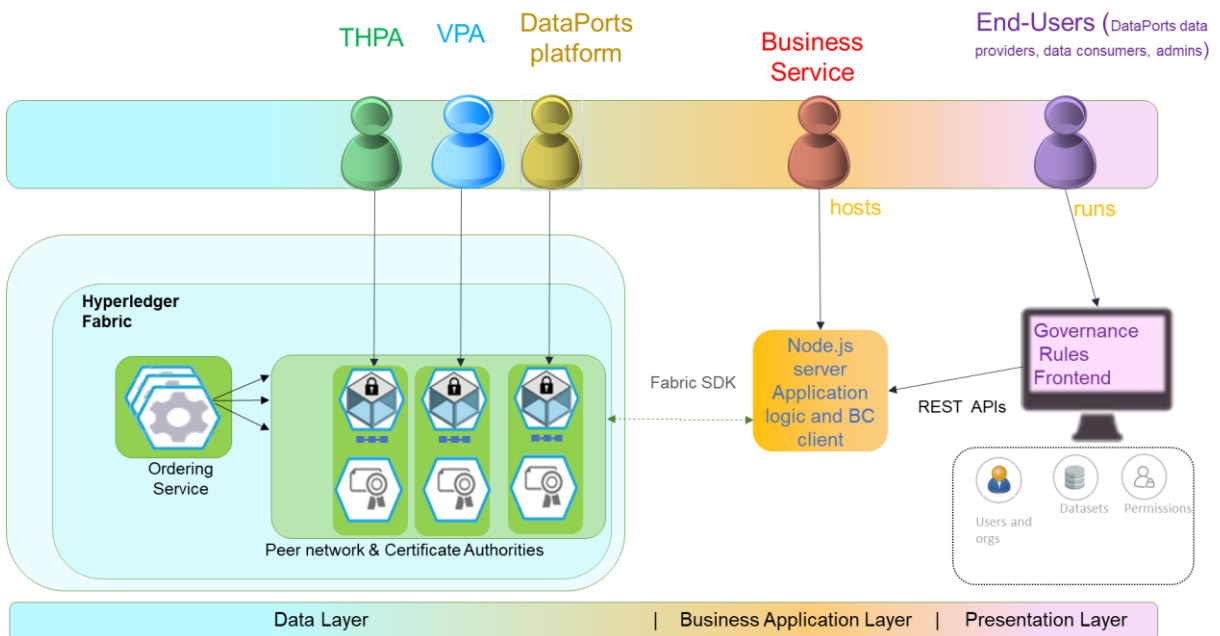 THPA
VPA
DataPorts
platform
Business
Service
End-Users (DataPorts data
providers, data consumers, admins)
hosts
runs
Hyperledger
Fabric
Ordering
Service
Peer network & Certificate Authorities
Fabric SDK
Node.js
server
Application
logic and BC
client
REST APIs
Governance
Rules
Frontend
Users and
orgs
Datasets
Permissions
Data Layer | Business Application Layer | Presentation Layer